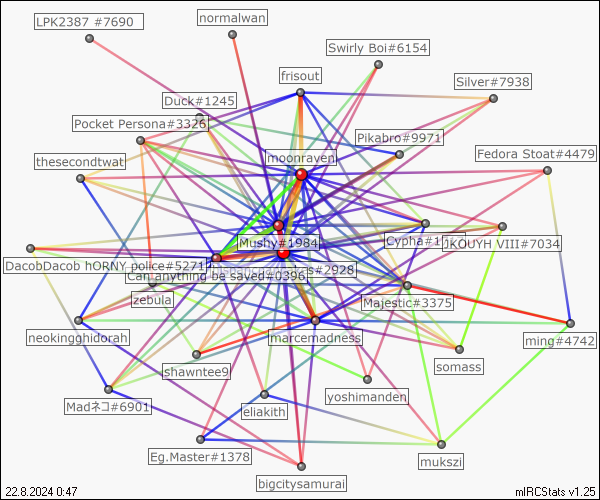 LPK2387 #7690
normalwan
Swirly Boi#6154
frisout
Silver#7938
Duck#1245
Pocket Persona#3326
Pikabro#9971
moonraven
Fedora Stoat#4479
thesecondtwat
Mushy#1984
Cypha#1
JKOUYH VIII#7034
DacobDacob hORNY police#5271
s#2928
Can anything be saved#0396
zebula
Majestic#3375
neokingghidorah
marcemadness
ming#4742
shawntee9
somass
yoshimanden
Madネコ#6901
eliakith
Eg.Master#1378
mukszi
bigcitysamurai
22.8.2024 0:47
mIRCStats v1.25